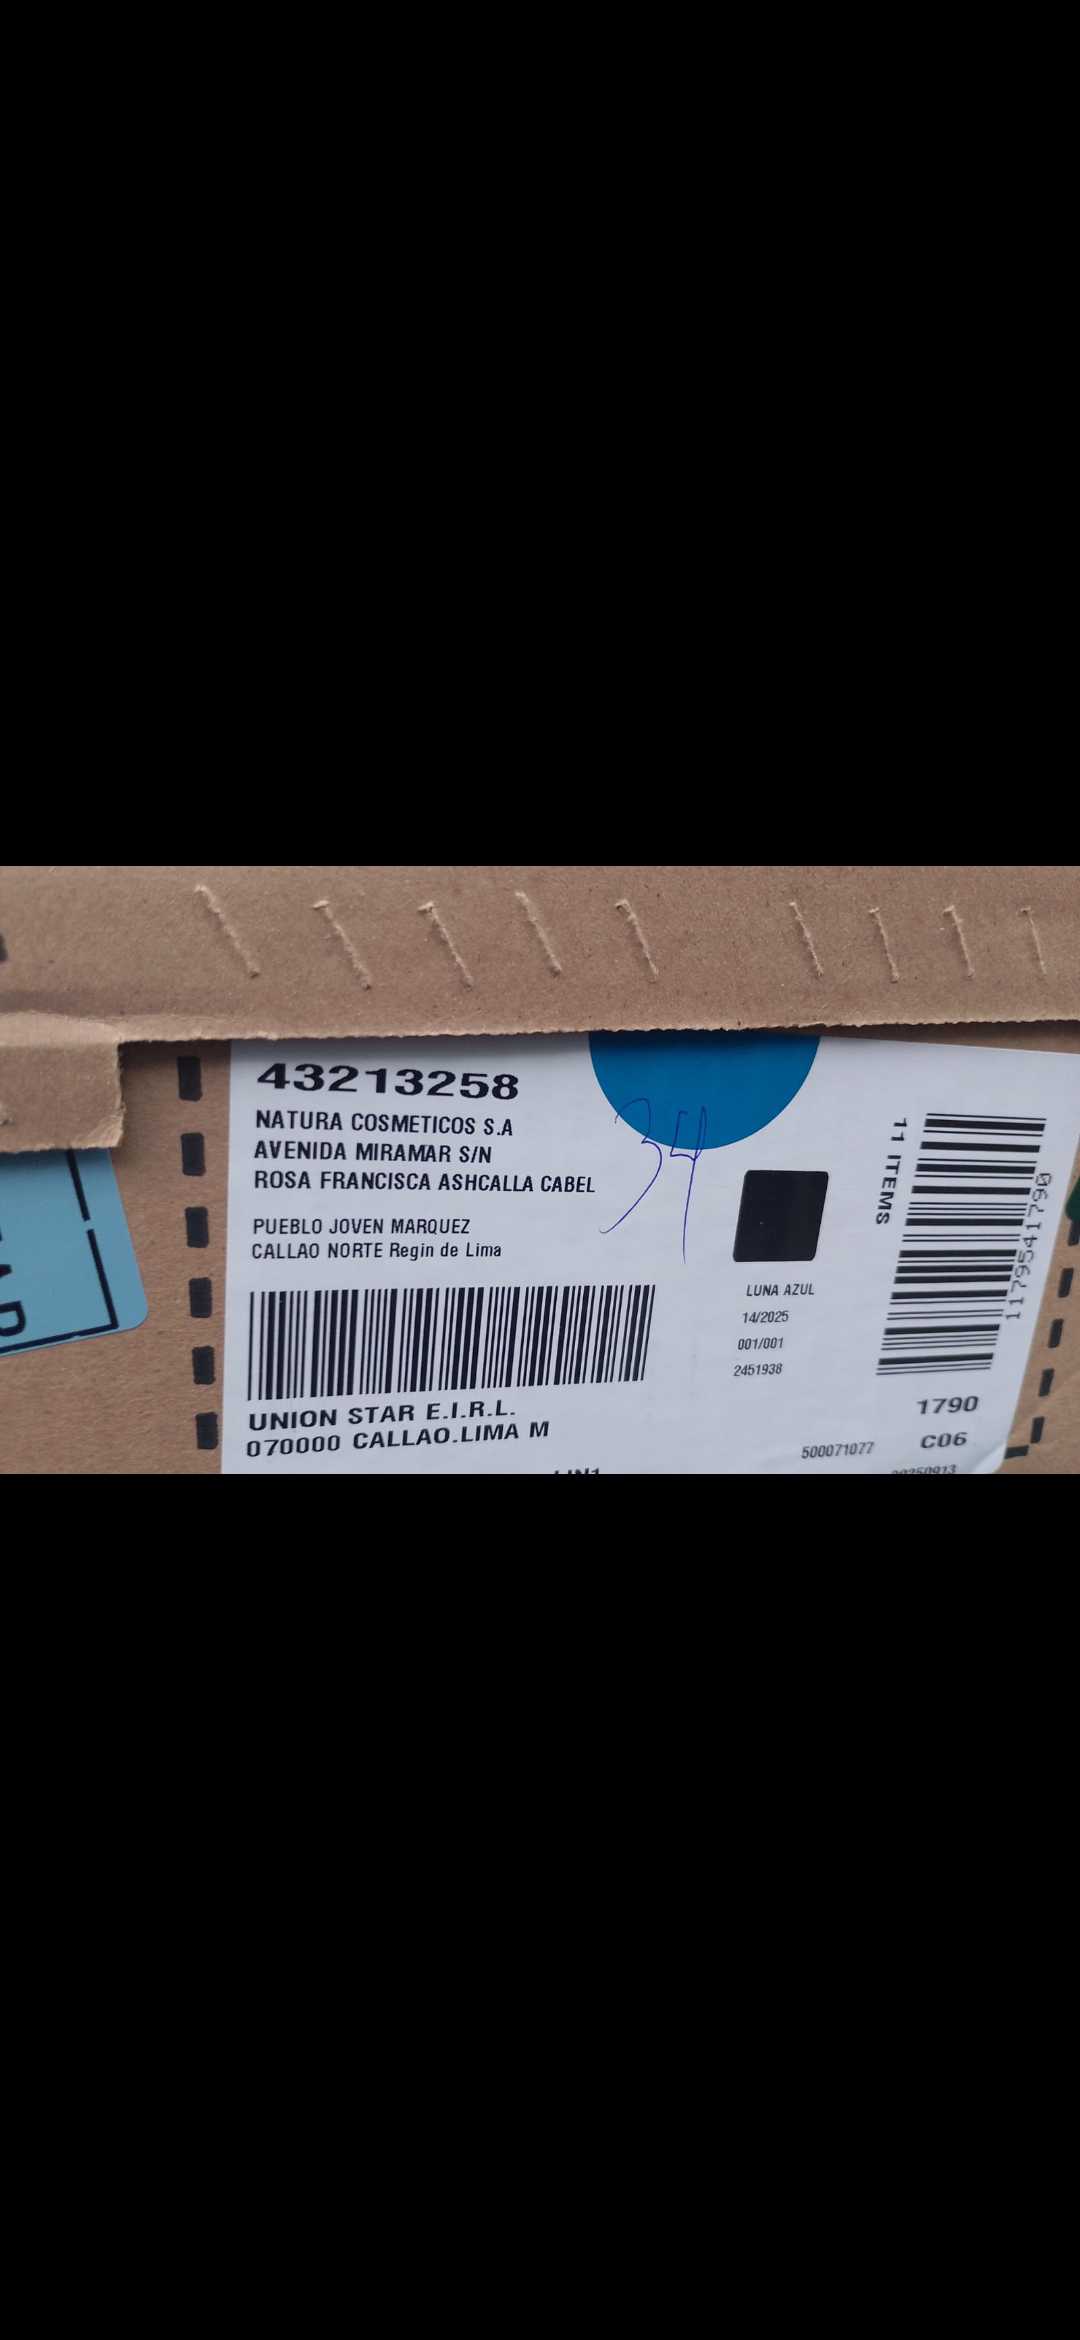 43213258
NATURA COSMETICOS S.A
AVENIDA MIRAMAR S/N
ROSA FRANCISCA ASHCALLA CABEL
PUEBLO JOVEN MARQUEZ
CALLAO NORTE Regin de Lima
UNION STAR E.I.R.L.
070000 CALLAO.LIMA M
34
LUNA AZUL
14/2025
001/001
2451938
500071077
11 ITEMS
1179541790
1790
C06